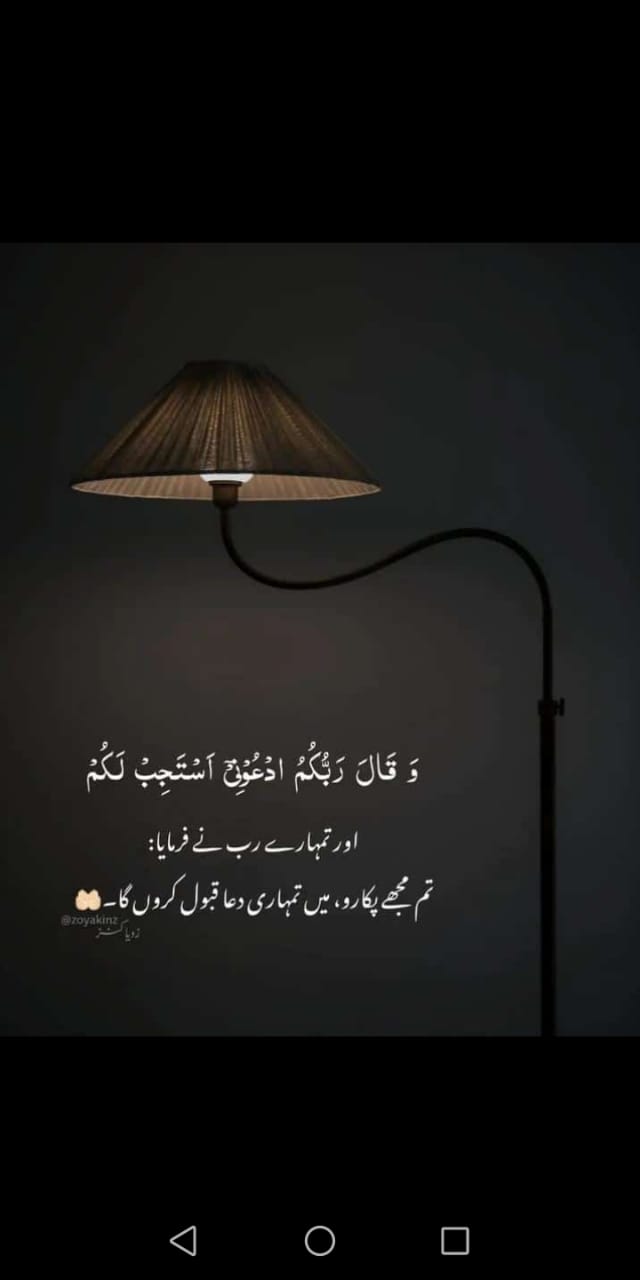 وَ قَالَ رَبُّكُمُ ادْعُوْنِیْۤ اَسْتَجِبْ لَكُمْ
اور تمہارے رب نے فرمایا:
تم مجھے پکارو، میں تمہاری دعا قبول کروں گا۔🤲🏻
@zoyakinz
زویا کنز